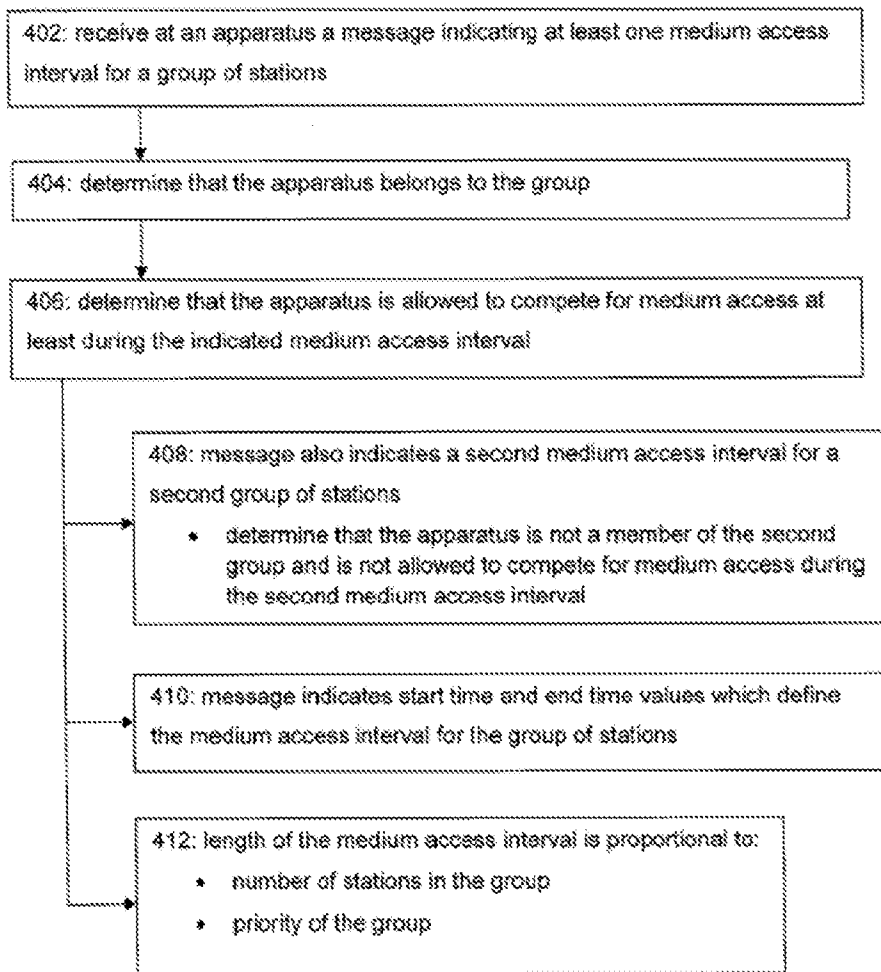 402: receive at an apparatus a message indicating at least one medium access
interval for a group of stations
404: determine that the apparatus belongs to the group
406: determine that the apparatus is allowed to compete for medium access at
least during the indicated medium access interval
408: message also indicates a second medium access interval for a
second group of stations
• determine that the apparatus is not a member of the second
group and is not allowed to compete for medium access during
the second medium access interval
410: message indicates start time and end time values which define
the medium access interval for the group of stations
412: length of the medium access interval is proportional to:
• number of stations in the group
• priority of the group